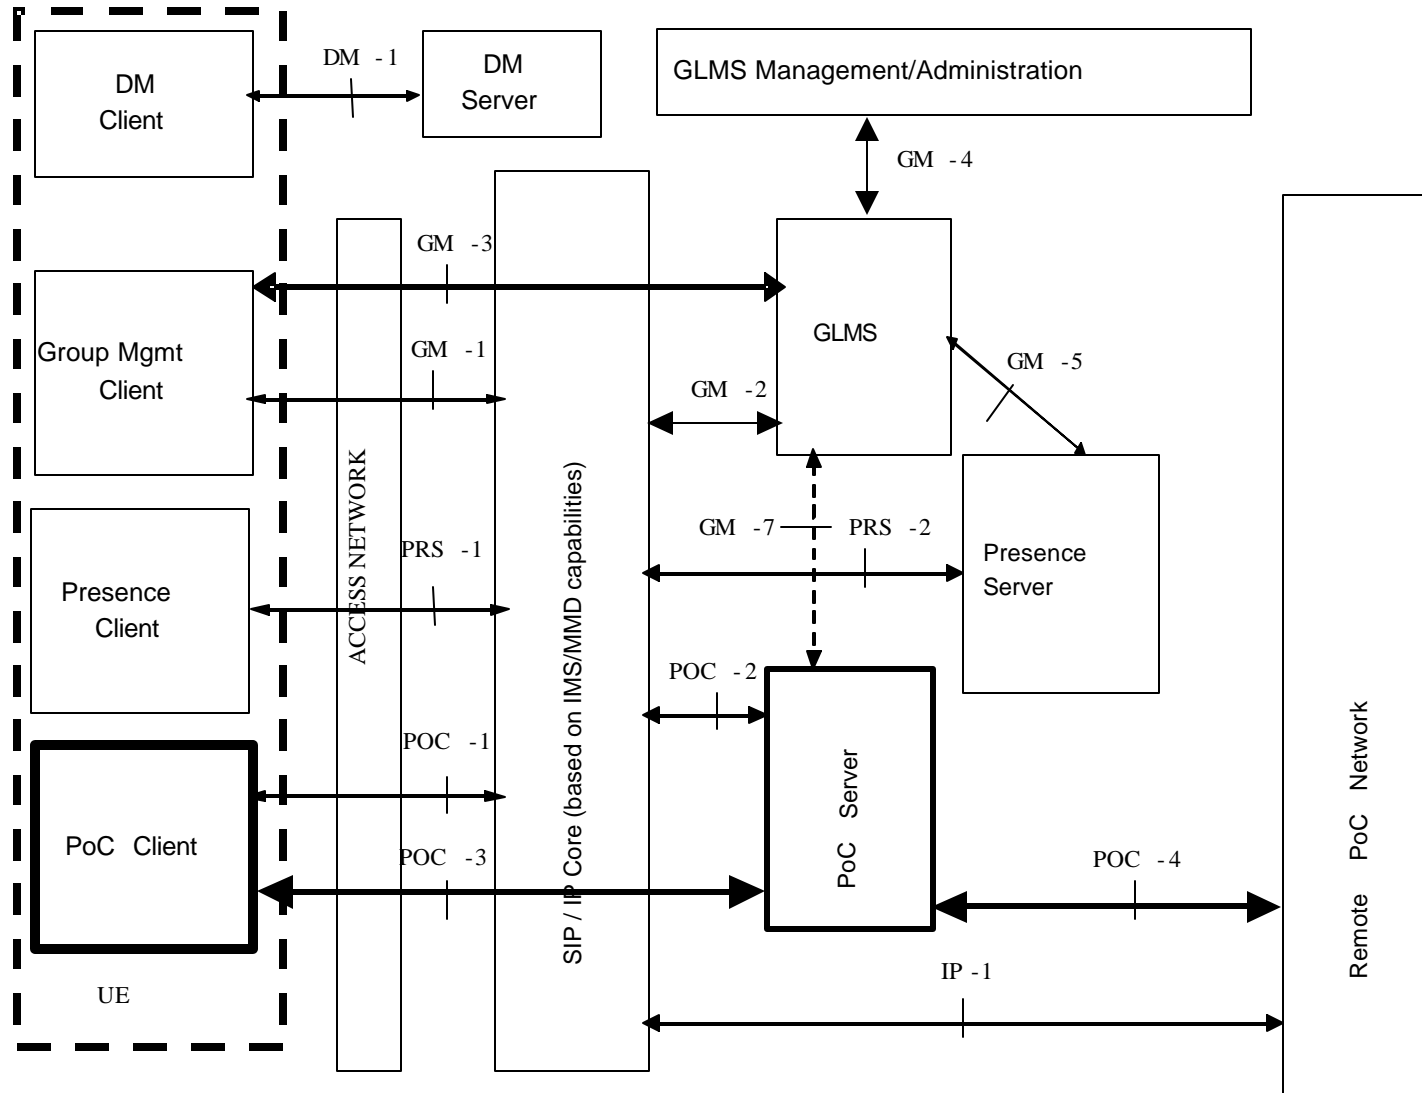 DM
Client
DM -1
DM
Server
GLMS Management/Administration
GM -4
GM -3
Group Mgmt
Client
GM -1
GLMS
GM -2
GM -5
ACCESS NETWORK
SIP / IP Core (based on IMS/MMD capabilities)
GM -7
PRS -2
PRS -1
Presence
Client
Presence
Server
POC -2
POC -1
PoC Client
POC -3
PoC Server
POC -4
Remote PoC Network
IP -1
UE